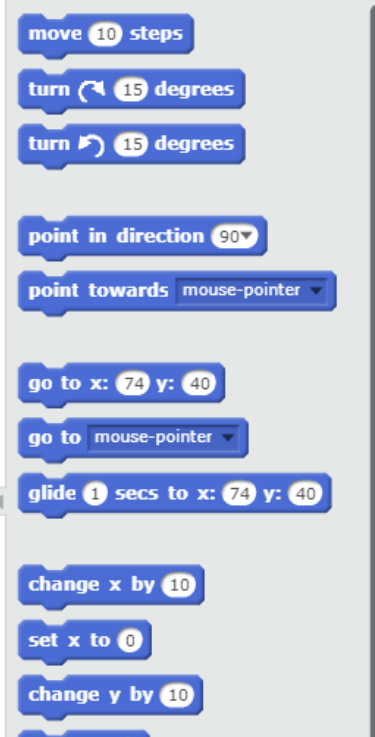 move 10 steps
turn 15 degrees
turn 15 degrees
point in direction 90
point towards mouse-pointer
go to x: 74 y: 40
go to mouse-pointer
glide 1 secs to x: 74 y: 40
change x by 10
set x to 0
change y by 10